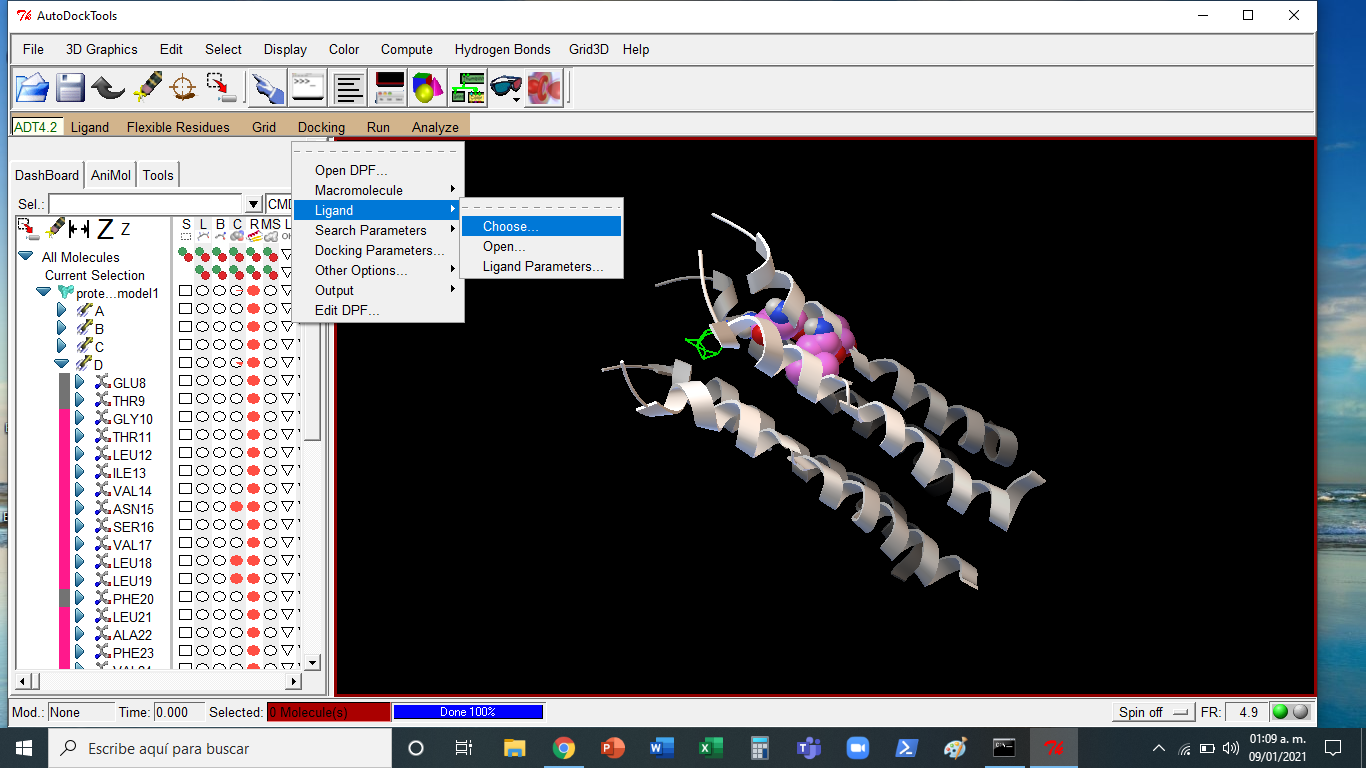 AutoDockTools
File 3D Graphics Edit Select Display Color Compute Hydrogen Bonds Grid3D Help
>>>
ADT4.2 Ligand Flexible Residues Grid Docking Run Analyze
Open DPF...
Macromolecule
Ligand
Search Parameters
Docking Parameters...
Other Options...
Output
Edit DPF...
Choose...
Open...
Ligand Parameters...
DashBoard AniMol Tools
Sel.: CMD
Z Z S L B C R MS L
All Molecules
Current Selection
prote...model1
A
B
C
D
GLU8
THR9
GLY10
THR11
LEU12
ILE13
VAL14
ASN15
SER16
VAL17
LEU18
LEU19
PHE20
LEU21
ALA22
PHE23
Mod.: None Time: 0.000 Selected: 0 Molecule(s) Done 100% Spin off FR: 4.9
Escribe aquí para buscar
01:09 a. m.
09/01/2021